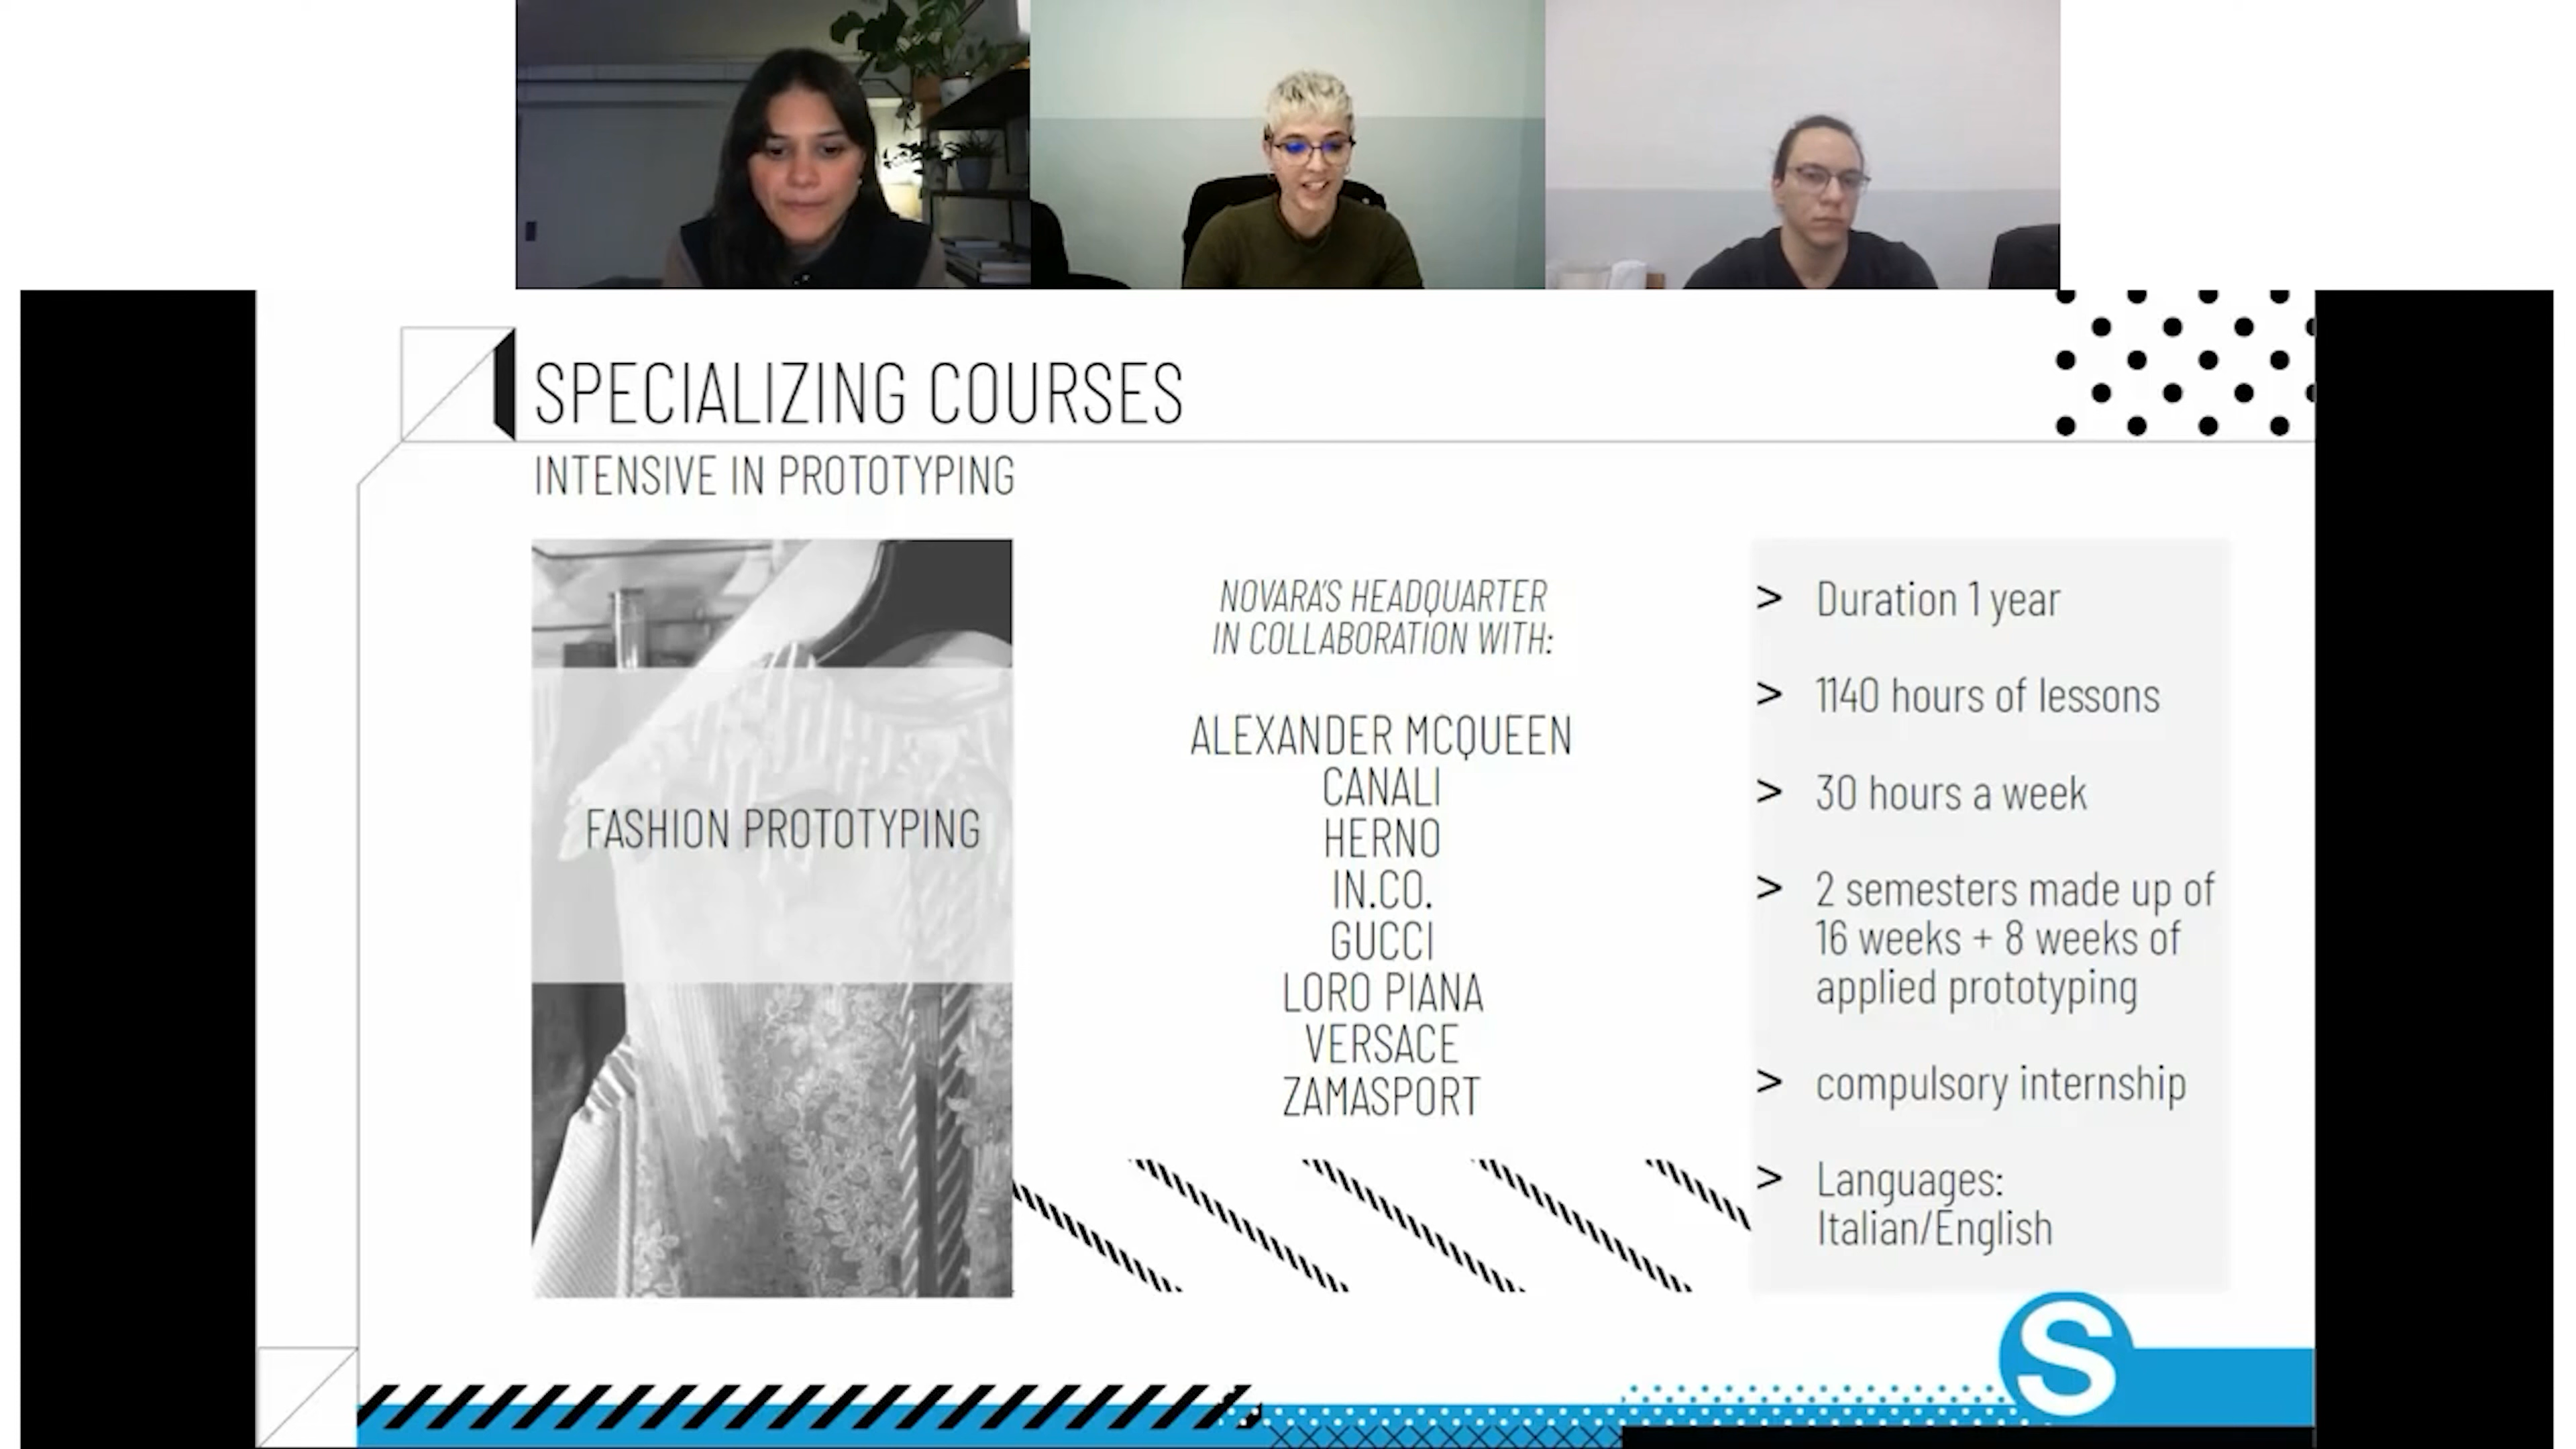 SPECIALIZING COURSES
INTENSIVE IN PROTOTYPING
FASHION PROTOTYPING
NOVARA'S HEADQUARTER
IN COLLABORATION WITH:
ALEXANDER MCQUEEN
CANALI
HERNO
IN.CO.
GUCCI
LORO PIANA
VERSACE
ZAMASPORT
> Duration 1 year
> 1140 hours of lessons
> 30 hours a week
> 2 semesters made up of
16 weeks + 8 weeks of
applied prototyping
> compulsory internship
> Languages:
Italian/English
S